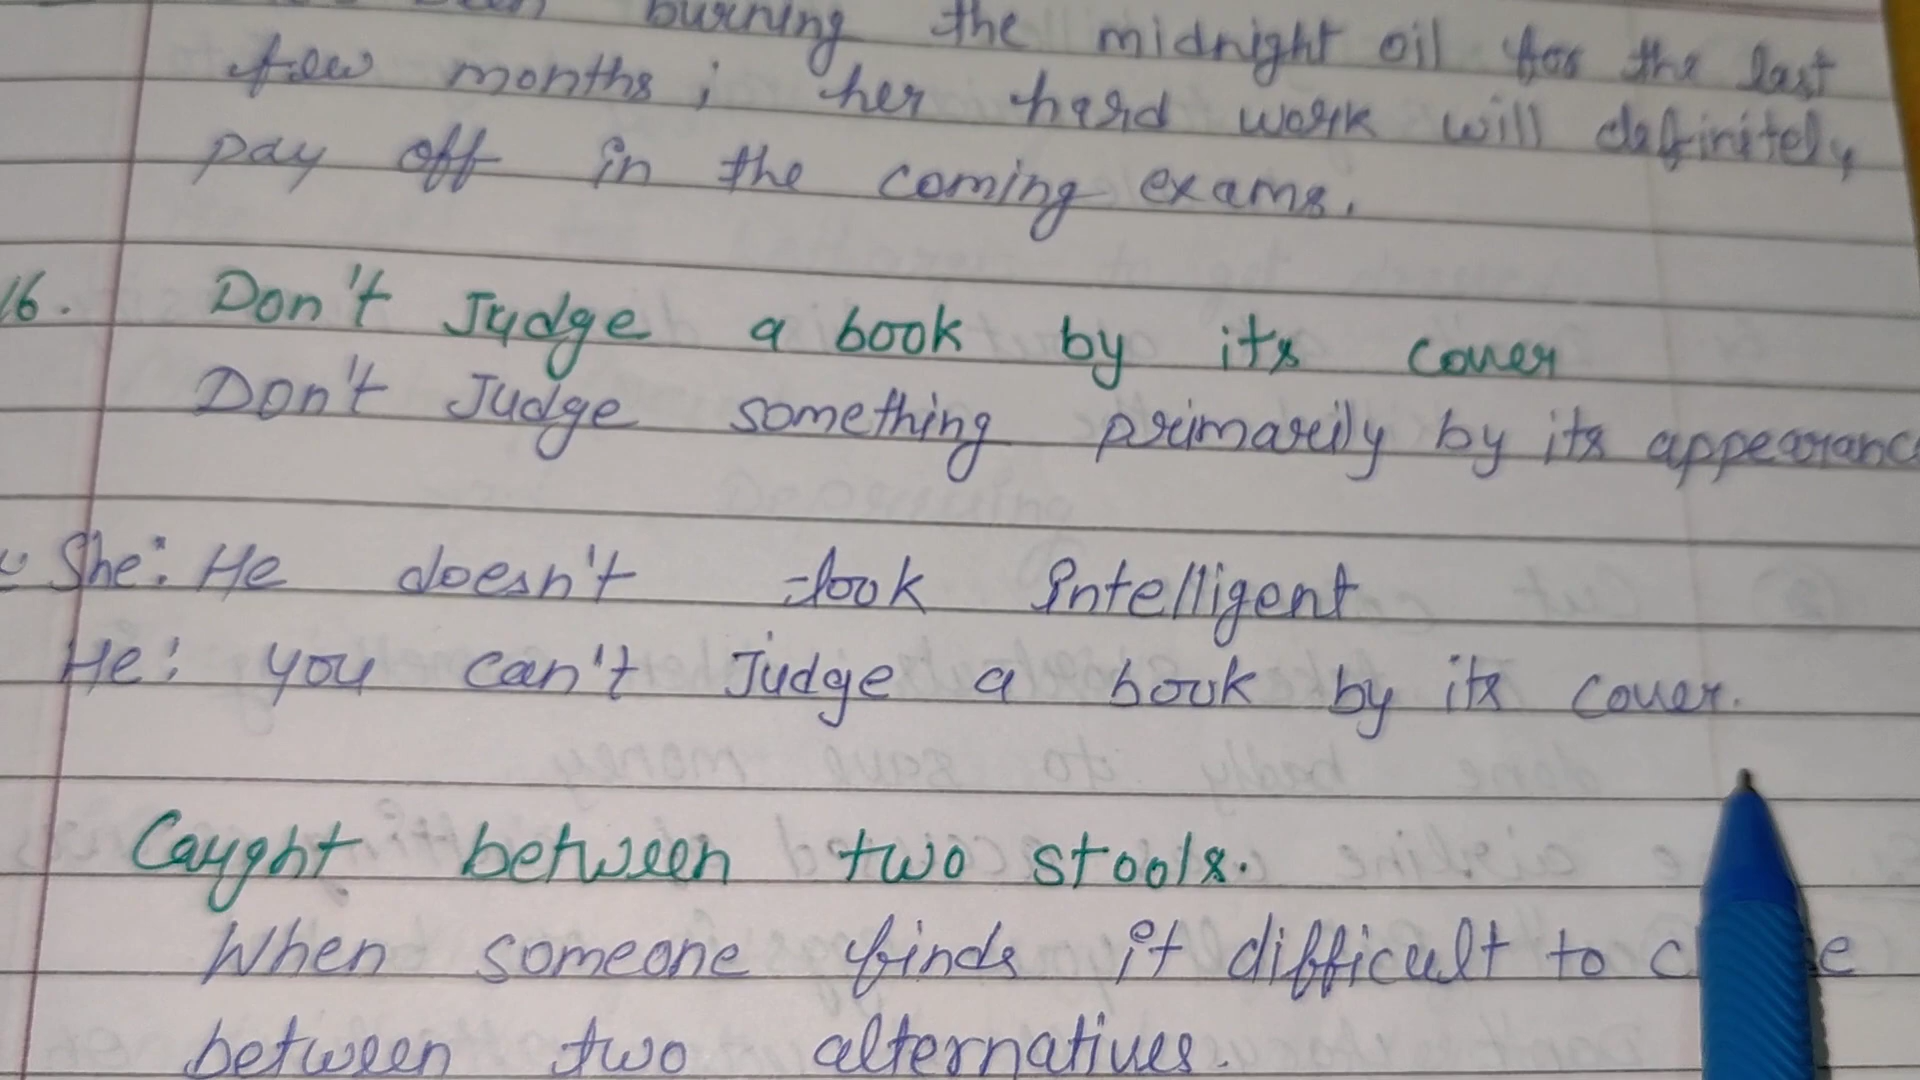 burning the midnight oil for the last
few months; her hard work will definitely
pay off in the coming exams.
16. Don't Judge a book by its cover
Don't Judge something primarily by its appearanc
She: He doesn't look Intelligent
He: you can't Judge a book by its cover.
Caught between two stools.
When someone finds it difficult to
between two alternatives.